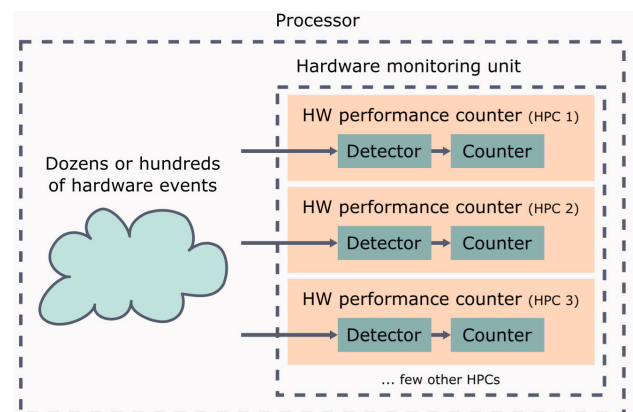 Processor
Hardware monitoring unit
Dozens or hundreds
of hardware events
HW performance counter (HPC 1)
Detector
Counter
HW performance counter (HPC 2)
Detector
Counter
HW performance counter (HPC 3)
Detector
Counter
... few other HPCs